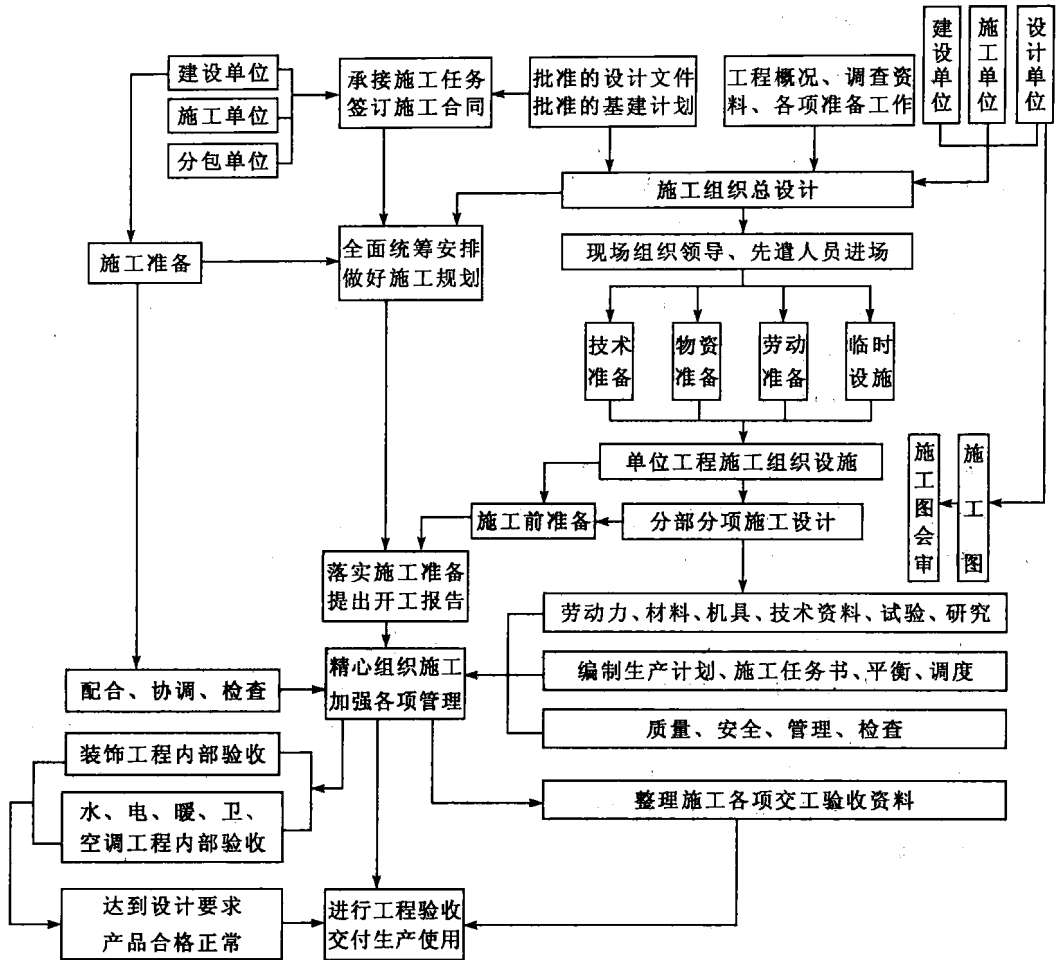 建设单位
施工单位
分包单位
承接施工任务
签订施工合同
批准的设计文件
批准的基建计划
工程概况、调查资
料、各项准备工作
建设单位
施工单位
设计单位
施工组织总设计
施工准备
全面统筹安排
做好施工规划
现场组织领导、先遣人员进场
技术
准备
物资
准备
劳动
准备
临时
设施
单位工程施工组织设施
施工前准备
分部分项施工设计
施工图会审
施工图
落实施工准备
提出开工报告
劳动力、材料、机具、技术资料、试验、研究
配合、协调、检查
精心组织施工
加强各项管理
编制生产计划、施工任务书、平衡、调度
质量、安全、管理、检查
装饰工程内部验收
水、电、暖、卫、
空调工程内部验收
整理施工各项交工验收资料
达到设计要求
产品合格正常
进行工程验收
交付生产使用